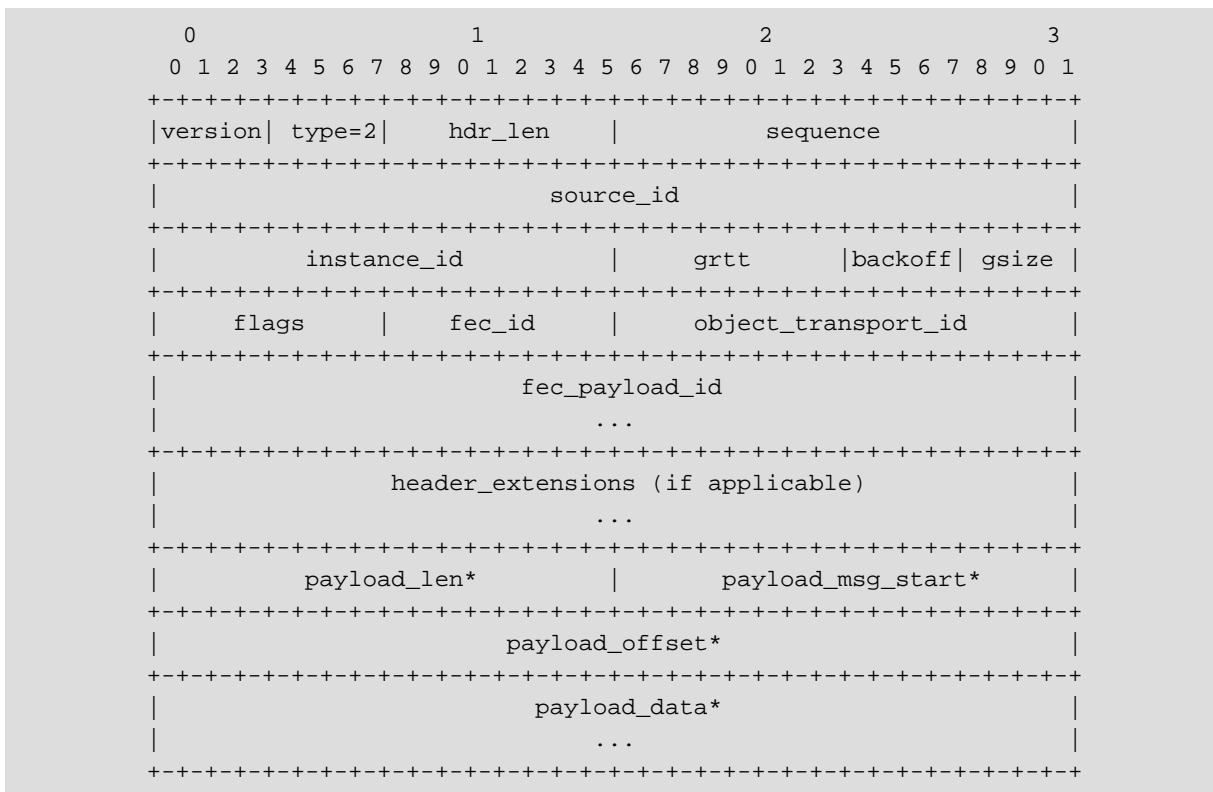 0                   1                   2                   3
 0 1 2 3 4 5 6 7 8 9 0 1 2 3 4 5 6 7 8 9 0 1 2 3 4 5 6 7 8 9 0 1
+-+-+-+-+-+-+-+-+-+-+-+-+-+-+-+-+-+-+-+-+-+-+-+-+-+-+-+-+-+-+-+-+
|version| type=2|    hdr_len    |          sequence             |
+-+-+-+-+-+-+-+-+-+-+-+-+-+-+-+-+-+-+-+-+-+-+-+-+-+-+-+-+-+-+-+-+
|                           source_id                           |
+-+-+-+-+-+-+-+-+-+-+-+-+-+-+-+-+-+-+-+-+-+-+-+-+-+-+-+-+-+-+-+-+
|          instance_id          |     grtt      |backoff| gsize |
+-+-+-+-+-+-+-+-+-+-+-+-+-+-+-+-+-+-+-+-+-+-+-+-+-+-+-+-+-+-+-+-+
|     flags     |    fec_id     |     object_transport_id       |
+-+-+-+-+-+-+-+-+-+-+-+-+-+-+-+-+-+-+-+-+-+-+-+-+-+-+-+-+-+-+-+-+
|                         fec_payload_id                        |
|                              ...                              |
+-+-+-+-+-+-+-+-+-+-+-+-+-+-+-+-+-+-+-+-+-+-+-+-+-+-+-+-+-+-+-+-+
|                header_extensions (if applicable)              |
|                              ...                              |
+-+-+-+-+-+-+-+-+-+-+-+-+-+-+-+-+-+-+-+-+-+-+-+-+-+-+-+-+-+-+-+-+
|          payload_len*         |       payload_msg_start*      |
+-+-+-+-+-+-+-+-+-+-+-+-+-+-+-+-+-+-+-+-+-+-+-+-+-+-+-+-+-+-+-+-+
|                        payload_offset*                        |
+-+-+-+-+-+-+-+-+-+-+-+-+-+-+-+-+-+-+-+-+-+-+-+-+-+-+-+-+-+-+-+-+
|                          payload_data*                        |
|                              ...                              |
+-+-+-+-+-+-+-+-+-+-+-+-+-+-+-+-+-+-+-+-+-+-+-+-+-+-+-+-+-+-+-+-+